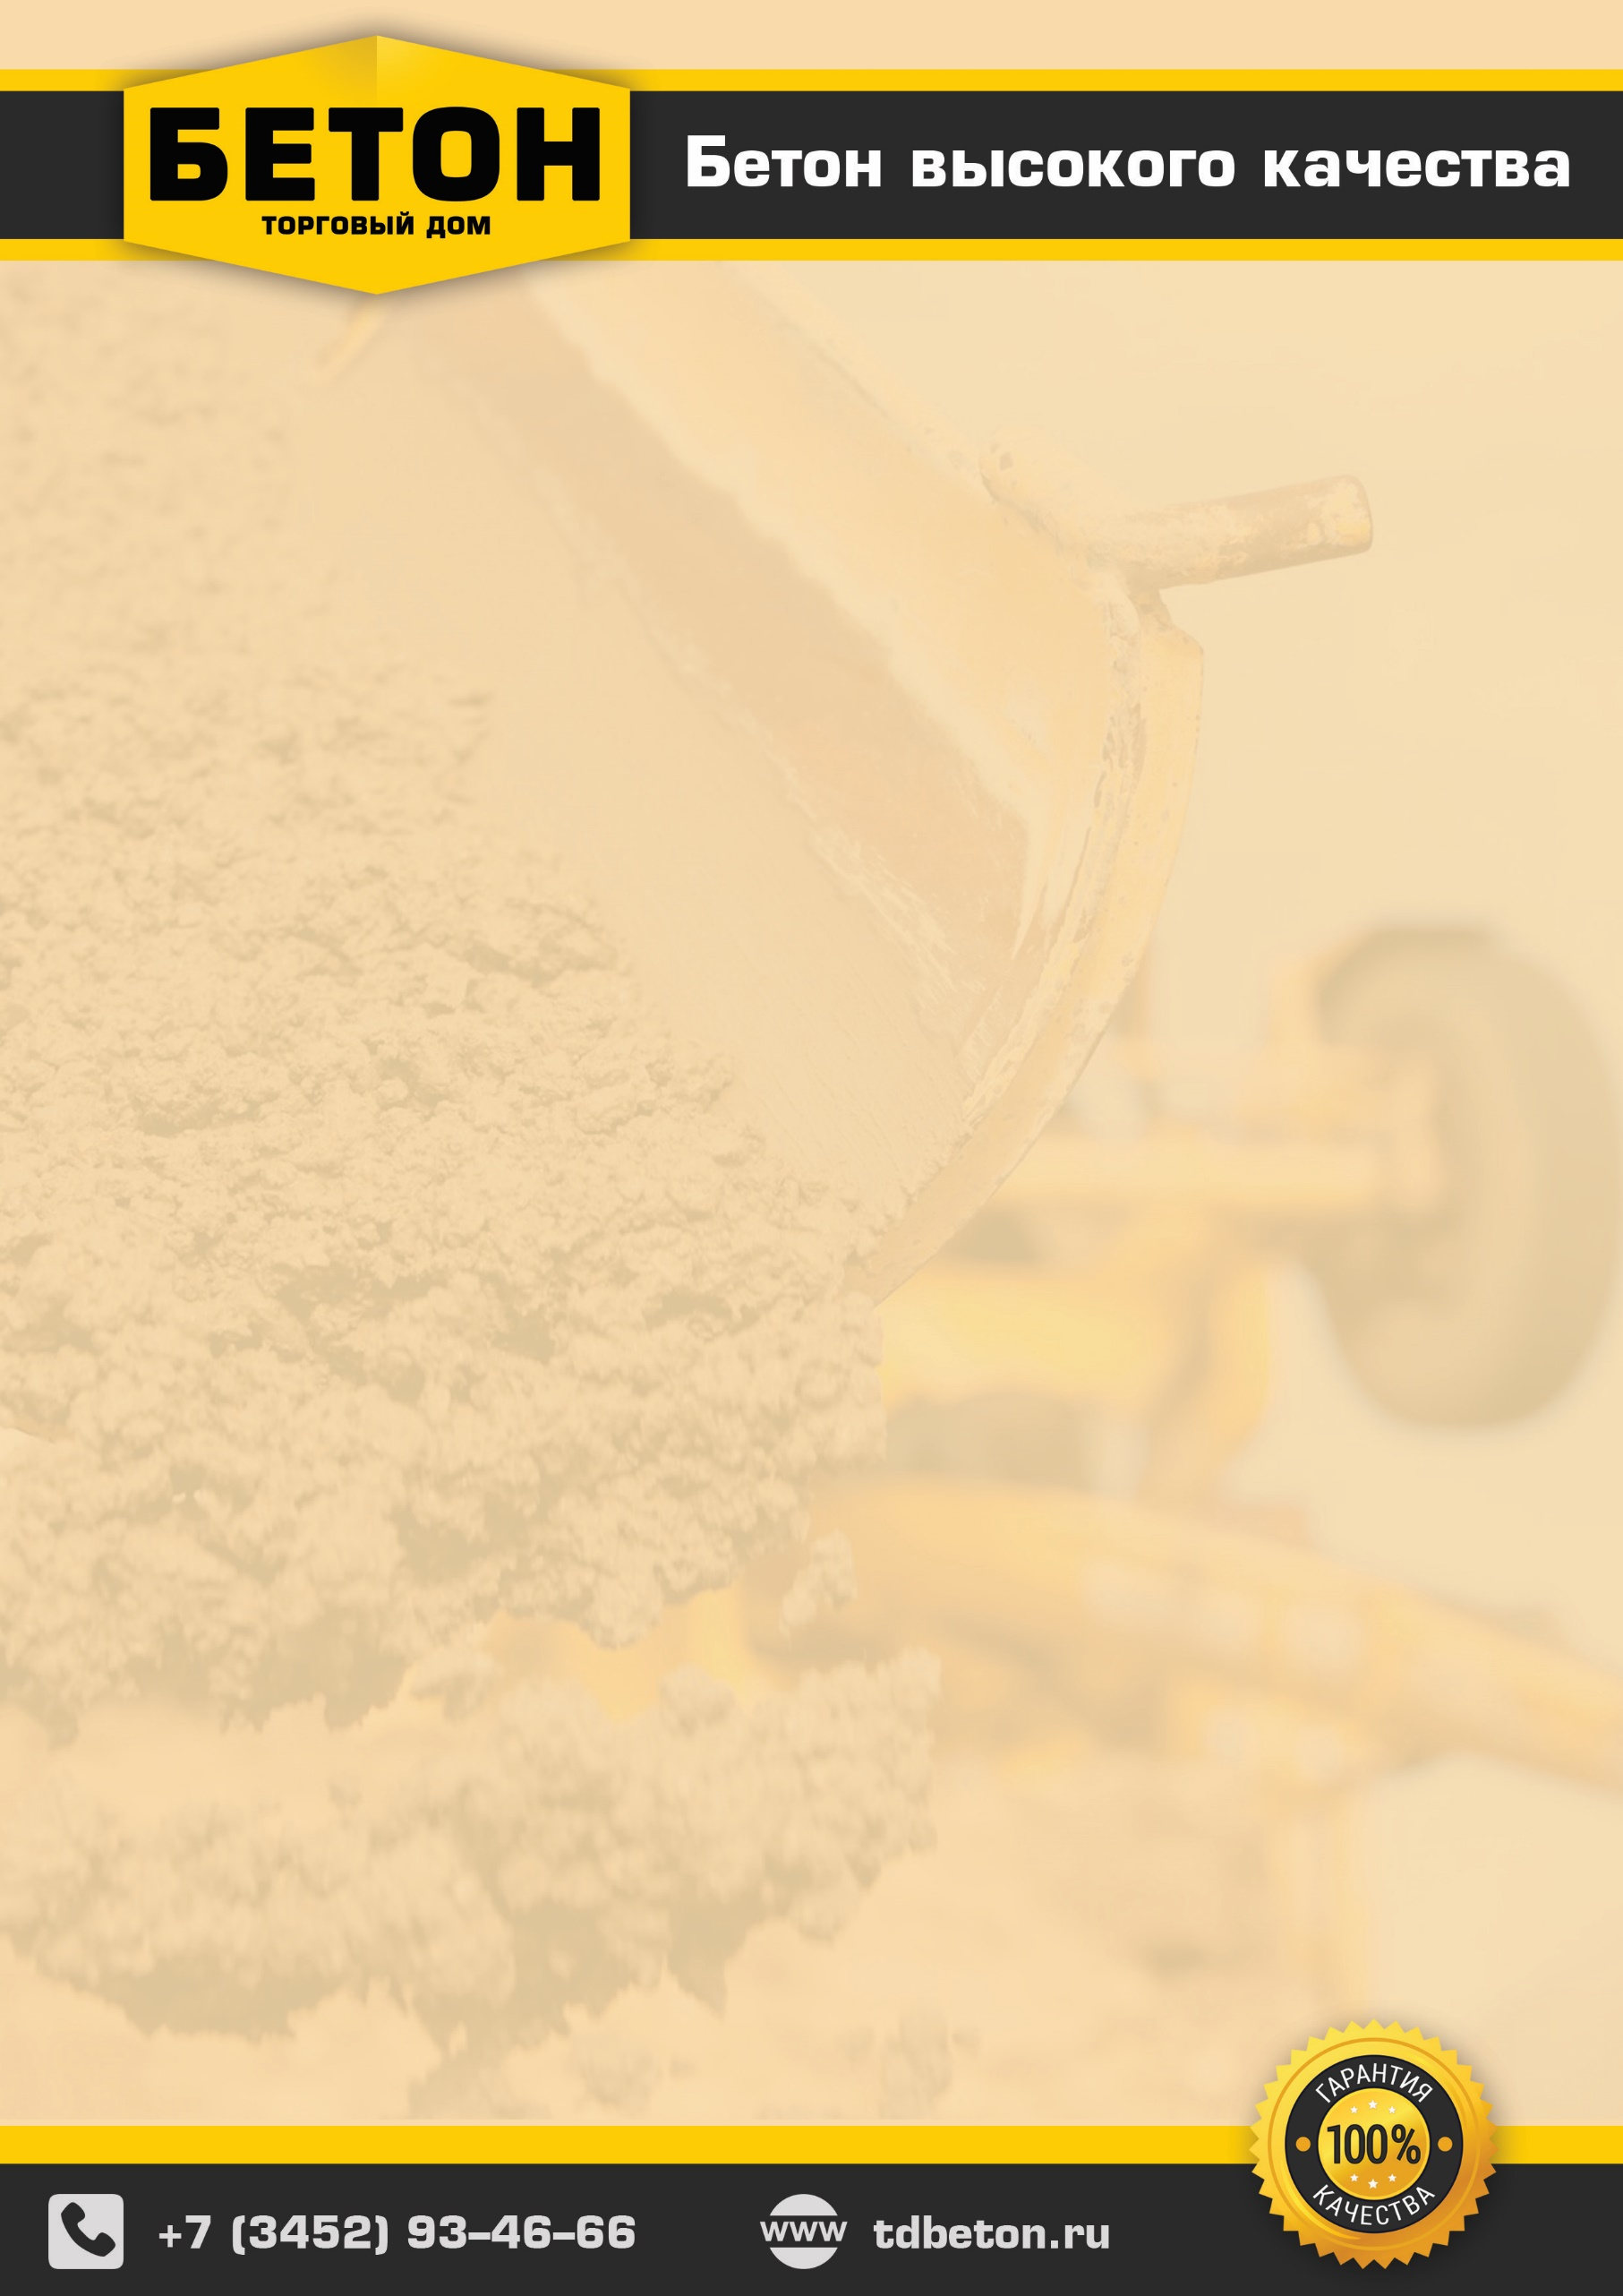 БЕТОН
ТОРГОВЫЙ ДОМ
Бетон высокого качества
ГАРАНТИЯ
100%
КАЧЕСТВА
+7 (3452) 93–46–66
www
tdbeton.ru